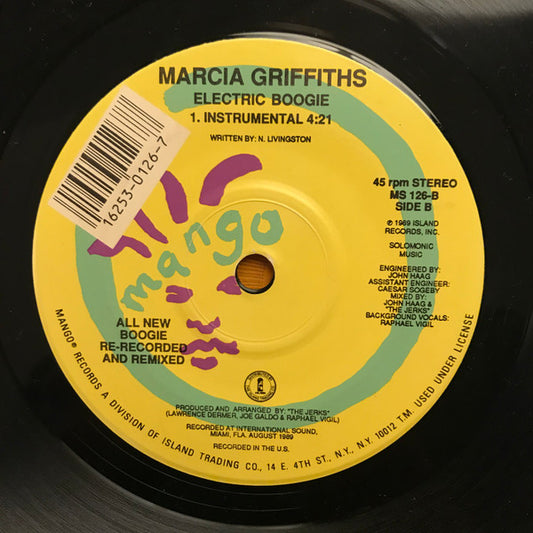 MARCIA GRIFFITHS
ELECTRIC BOOGIE
1. INSTRUMENTAL 4:21
WRITTEN BY: N. LIVINGSTON
16253-0126-7
mango
45 rpm STEREO
MS 126-B
SIDE B
℗ 1989 ISLAND
RECORDS, INC.
SOLOMONIC
MUSIC
ENGINEERED BY:
JOHN HAAG
ASSISTANT ENGINEER:
CAESAR SOGEBY
MIXED BY:
JOHN HAAG &
"THE JERKS"
BACKGROUND VOCALS:
RAPHAEL VIGIL
ALL NEW
BOOGIE
RE-RECORDED
AND REMIXED
PRODUCED AND ARRANGED BY: "THE JERKS"
(LAWRENCE DERMER, JOE GALDO & RAPHAEL VIGIL)
RECORDED AT INTERNATIONAL SOUND,
MIAMI, FLA. AUGUST 1989
RECORDED IN THE U.S.
MANGO® RECORDS A DIVISION OF ISLAND TRADING CO., 14 E. 4TH ST., N.Y., N.Y. 10012 T.M. USED UNDER LICENSE